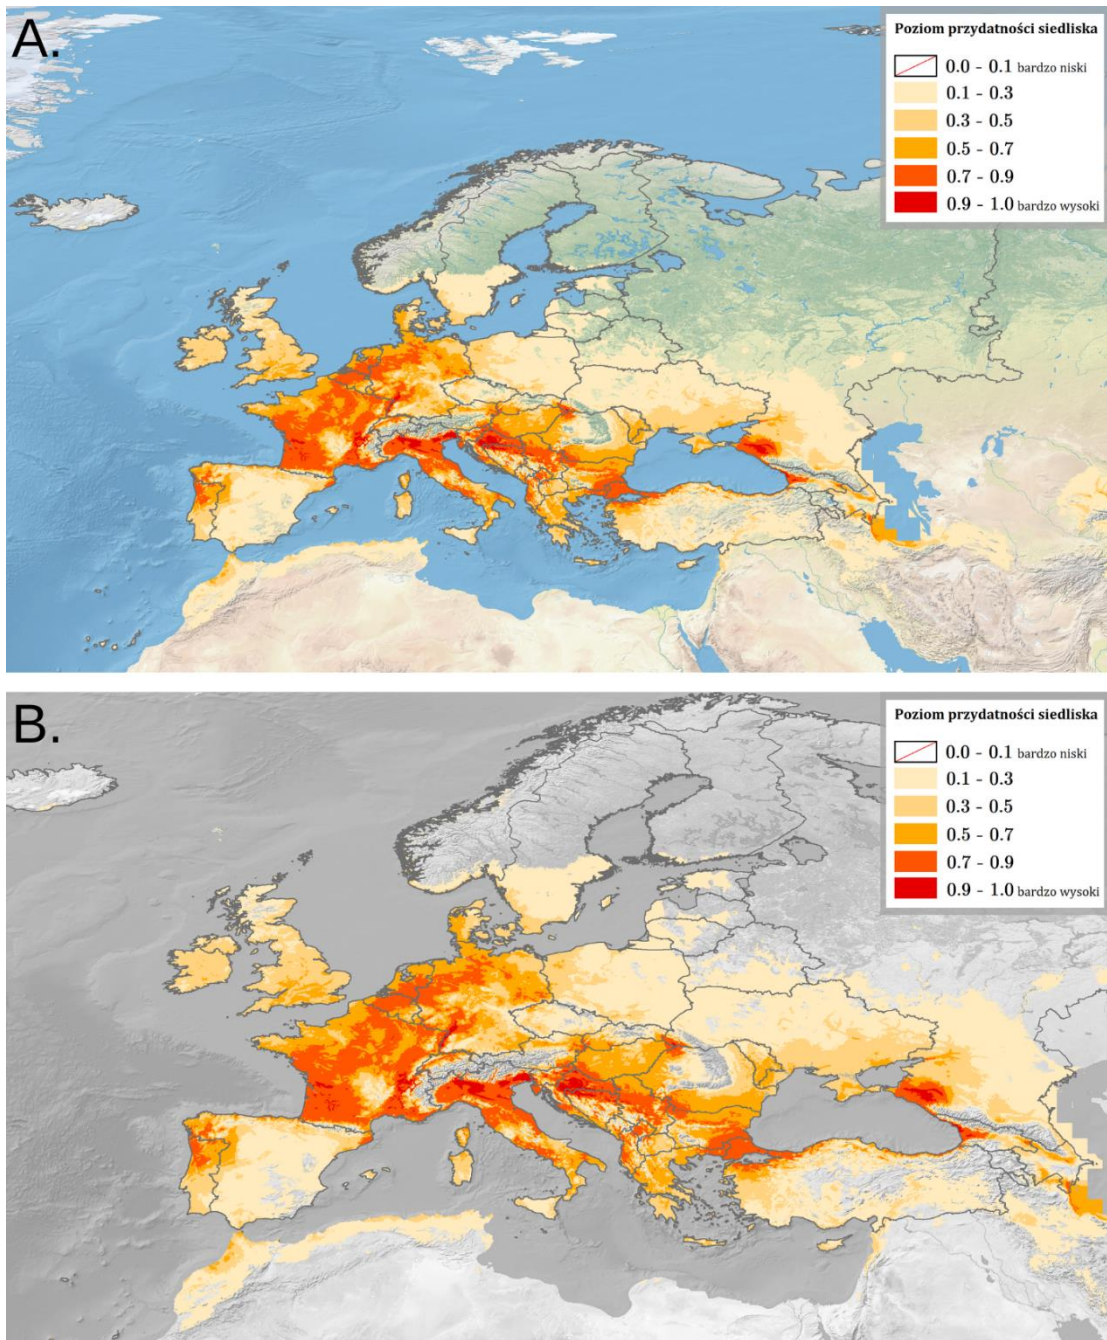 A.
Poziom przydatności siedliska
0.0 - 0.1 bardzo niski
0.1 - 0.3
0.3 - 0.5
0.5 - 0.7
0.7 - 0.9
0.9 - 1.0 bardzo wysoki
B.
Poziom przydatności siedliska
0.0 - 0.1 bardzo niski
0.1 - 0.3
0.3 - 0.5
0.5 - 0.7
0.7 - 0.9
0.9 - 1.0 bardzo wysoki